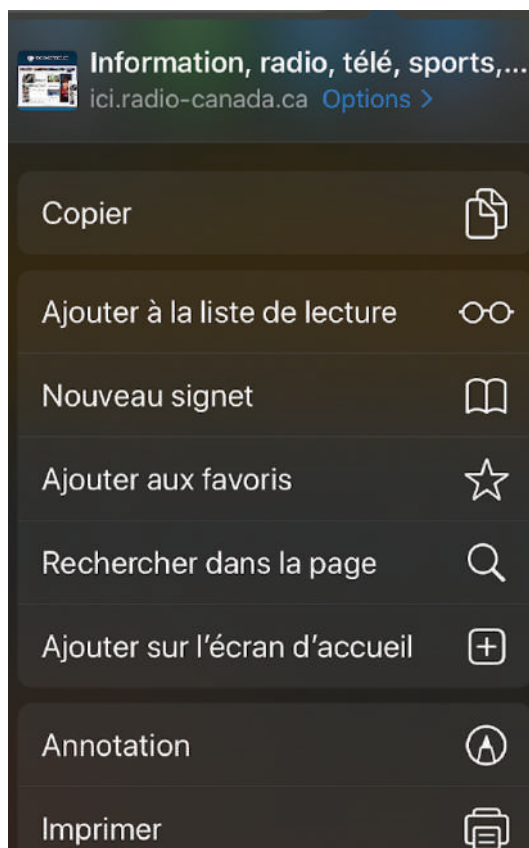 Information, radio, télé, sports,...
ici.radio-canada.ca Options >
Copier
Ajouter à la liste de lecture
Nouveau signet
Ajouter aux favoris
Rechercher dans la page
Ajouter sur l'écran d'accueil
Annotation
Imprimer